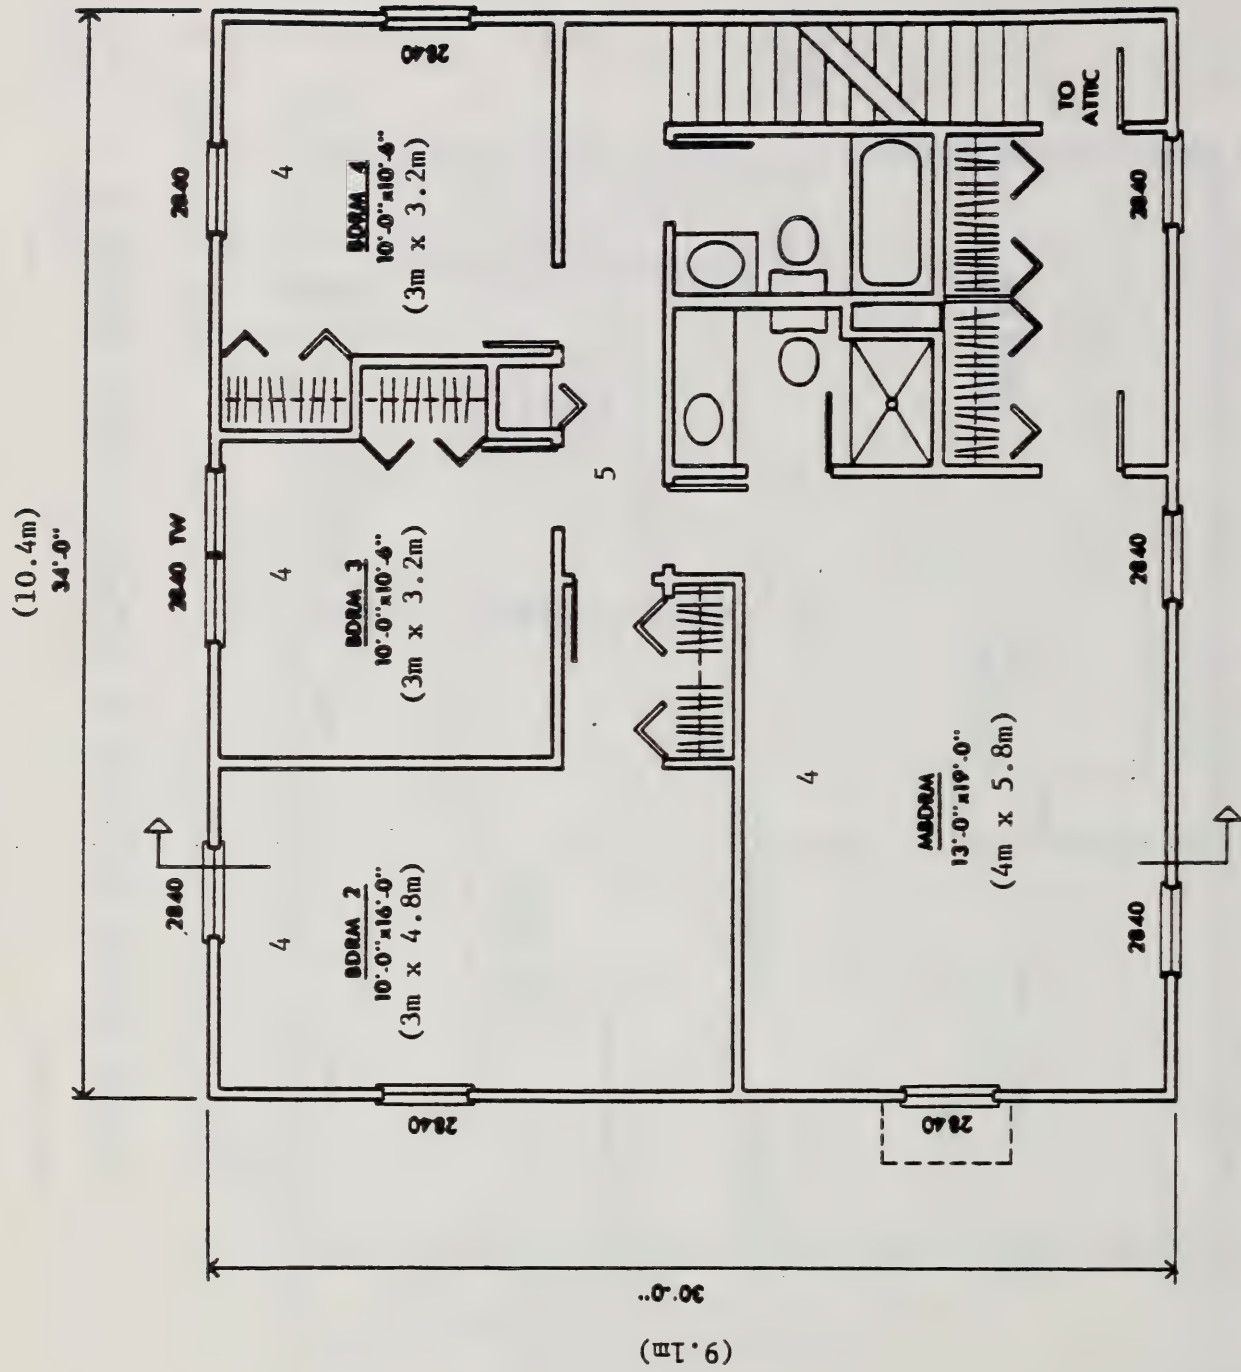 (10.4m)
34'-0"
2840
2840 TW
2840
2840
4
BDRM 2
10'-0"x16'-0"
(3m x 4.8m)
4
BDRM 3
10'-0"x10'-6"
(3m x 3.2m)
4
BDRM 4
10'-0"x10'-6"
(3m x 3.2m)
2840
5
30'-0"
(9.1m)
4
MBDRM
13'-0"x19'-0"
(4m x 5.8m)
TO
ATTIC
2840
2840
2840
2840